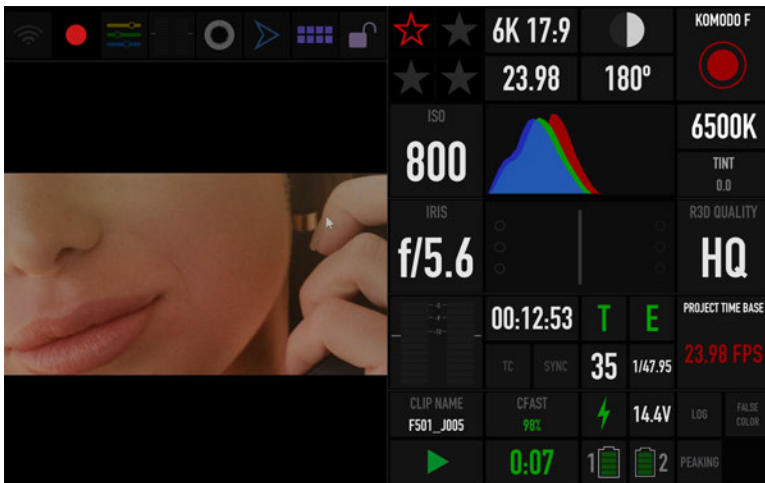 6K 17:9
KOMODO F
23.98
180º
ISO
800
6500K
TINT
0.0
IRIS
f/5.6
R3D QUALITY
HQ
00:12:53
T
E
PROJECT TIME BASE
23.98 FPS
TC
SYNC
35
1/47.95
CLIP NAME
F501_J005
CFAST
98%
14.4V
LOG
FALSE
COLOR
0:07
1
2
PEAKING